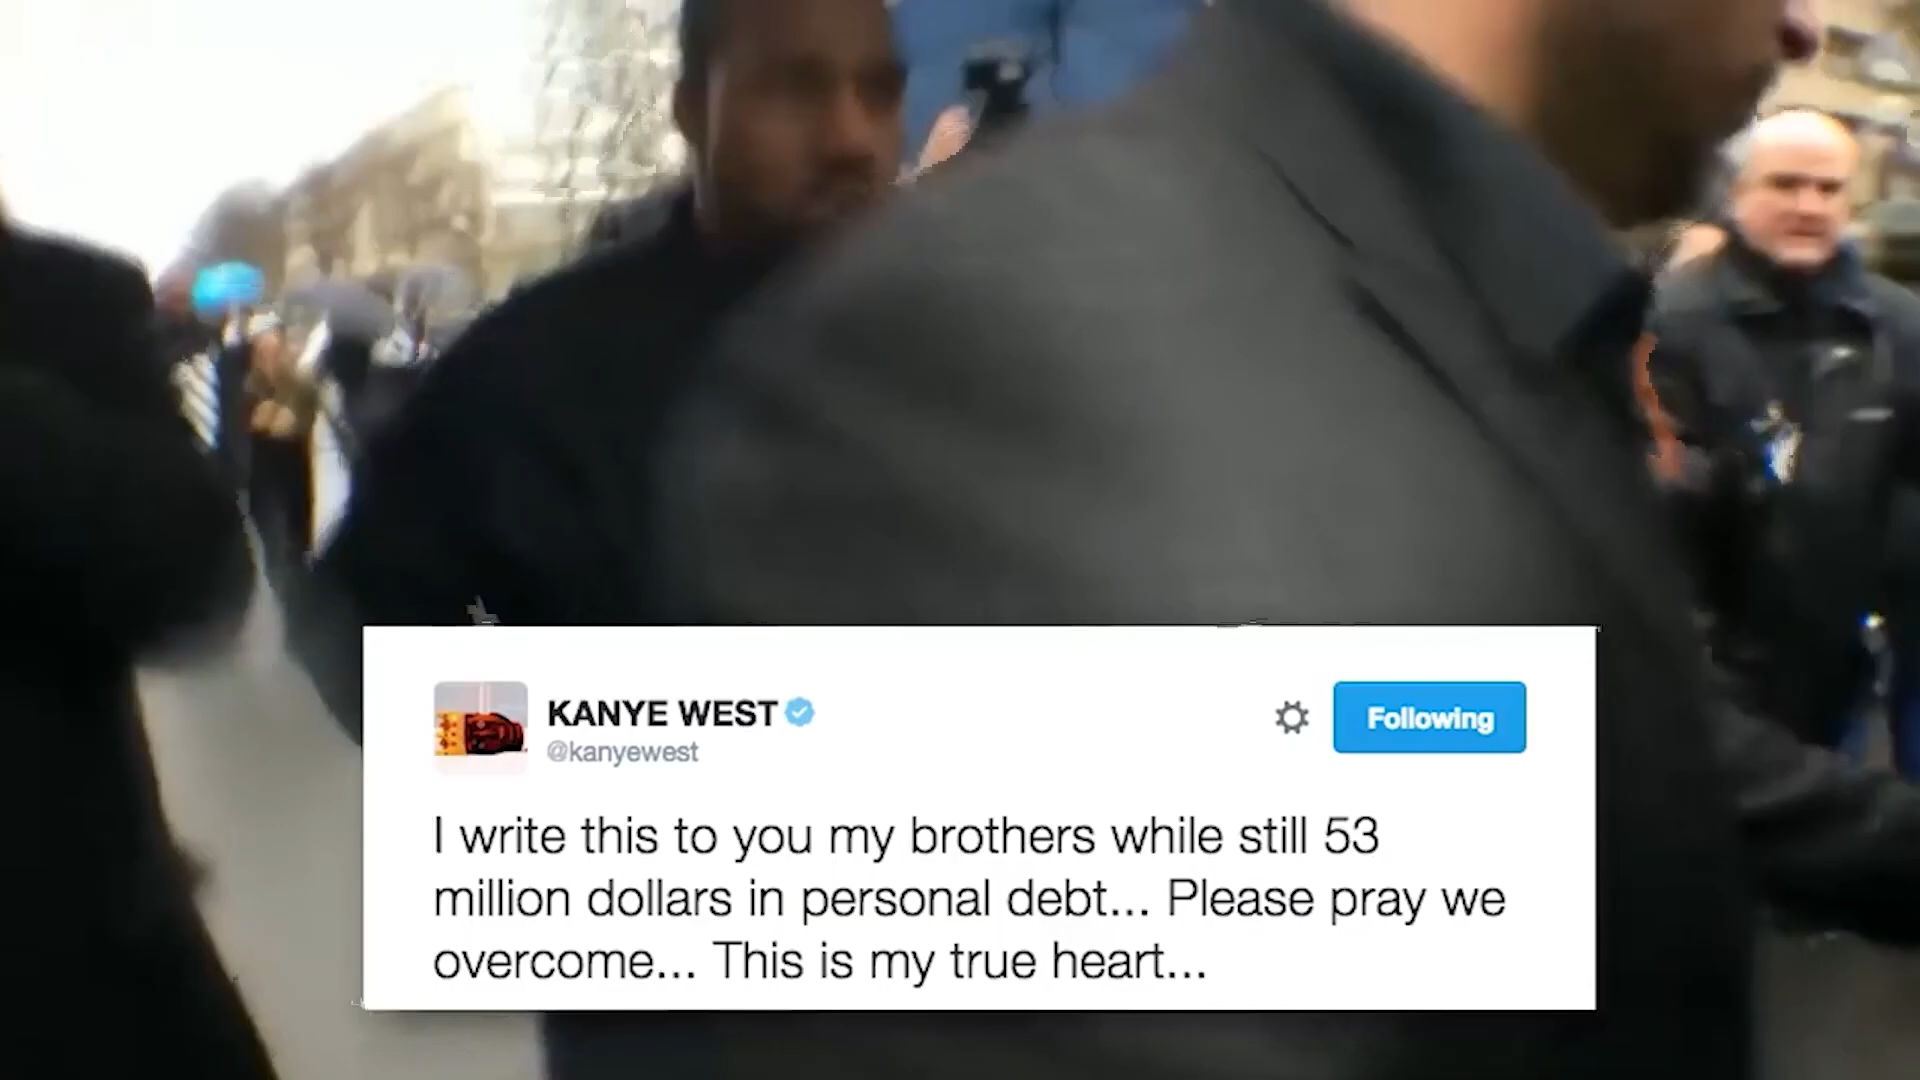 KANYE WEST
@kanyewest
Following
I write this to you my brothers while still 53
million dollars in personal debt... Please pray we
overcome... This is my true heart...